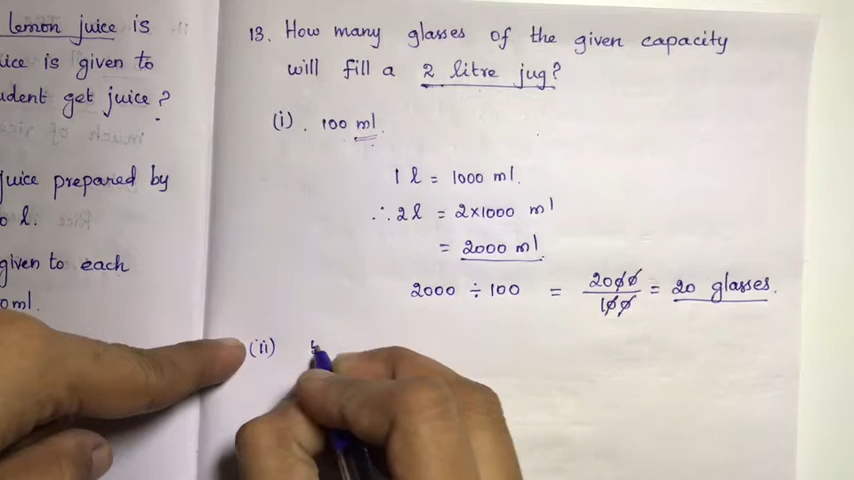 lemon juice is
ice is given to
udent get juice?
juice prepared by
o l.
given to each
0ml.
13. How many glasses of the given capacity
will fill a 2 litre jug?
(i). 100 ml.
1 l = 1000 ml.
∴ 2 l = 2×1000 ml
= 2000 ml.
2000 ÷ 100 = 2000/100 = 20 glasses.
(ii)